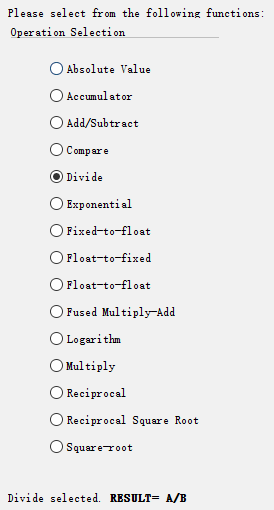 Please select from the following functions:
Operation Selection
Absolute Value
Accumulator
Add/Subtract
Compare
Divide
Exponential
Fixed-to-float
Float-to-fixed
Float-to-float
Fused Multiply-Add
Logarithm
Multiply
Reciprocal
Reciprocal Square Root
Square-root
Divide selected. RESULT= A/B